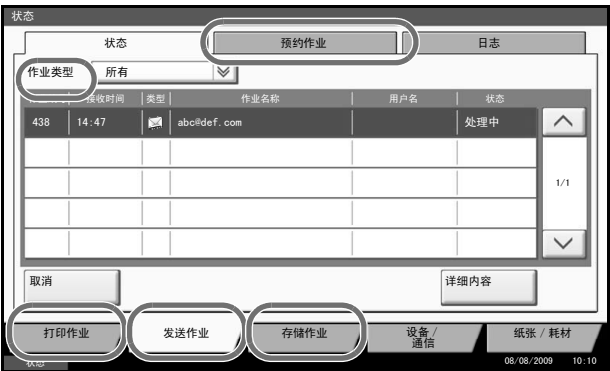 状态
状态 预约作业 日志
作业类型 所有
接收时间 类型 作业名称 用户名 状态
438 14:47 abc@def.com 处理中
1/1
取消 详细内容
打印作业 发送作业 存储作业 设备/ 纸张/耗材
通信
状态 08/08/2009 10:10